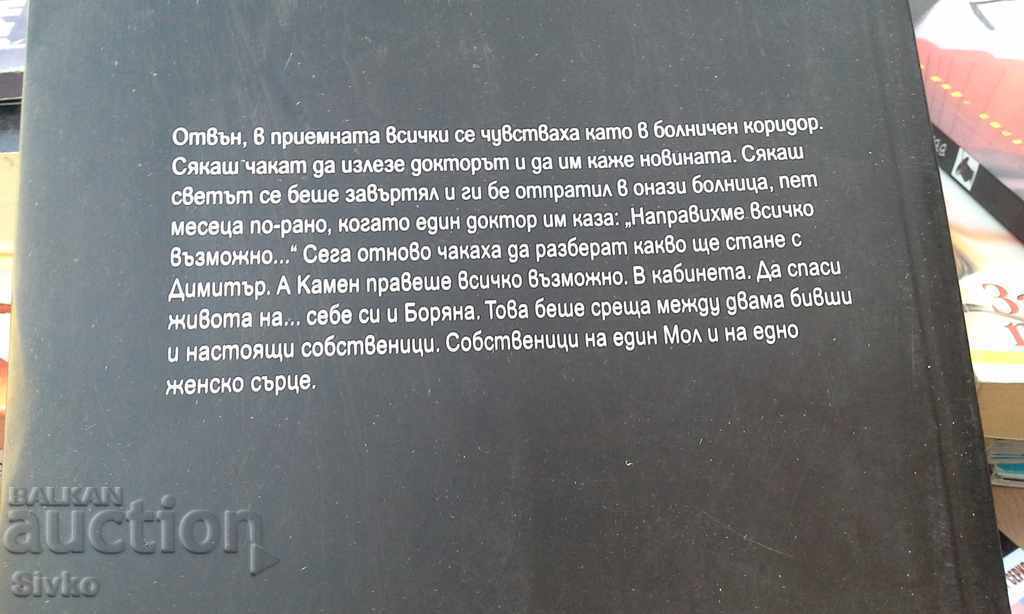 Отвън, в приемната всички се чувстваха като в болничен коридор.
Сякаш чакат да излезе докторът и да им каже новината. Сякаш
светът се беше завъртял и ги бе отпратил в онази болница, пет
месеца по-рано, когато един доктор им каза: „Направихме всичко
възможно...“ Сега отново чакаха да разберат какво ще стане с
Димитър. А Камен правеше всичко възможно. В кабинета. Да спаси
живота на... себе си и Боряна. Това беше среща между двама бивши
и настоящи собственици. Собственици на един Мол и на едно
женско сърце.
BALKAN
auction
Sivko